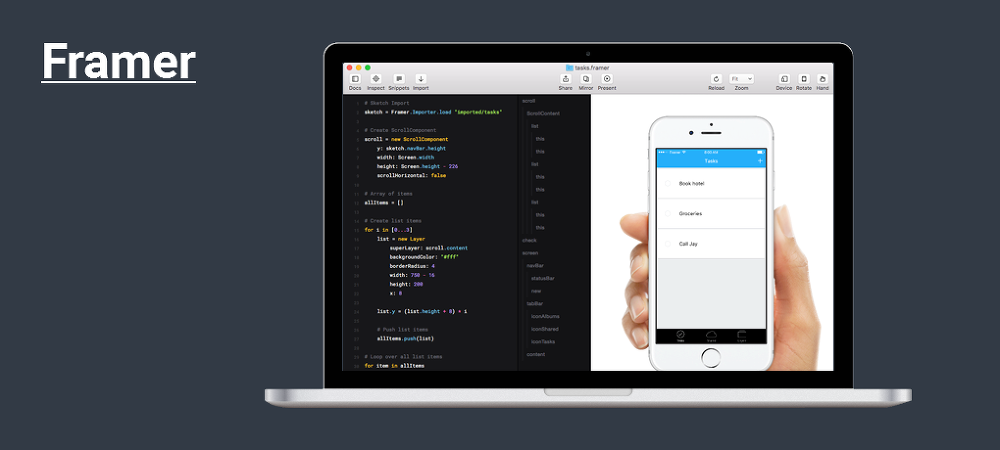 Framer
tasks.framer
Docs Inspect Snippets Import
Share Mirror Present
Fit
Reload Zoom
Device Rotate Hand
# Sketch Import
sketch = Framer.Importer.load "imported/tasks"
# Create ScrollComponent
scroll = new ScrollComponent
y: sketch.navBar.height
width: Screen.width
height: Screen.height - 226
scrollHorizontal: false
# Array of items
allItems = []
# Create list items
for i in [0...3]
list = new Layer
superLayer: scroll.content
backgroundColor: "#fff"
borderRadius: 4
width: 750 - 16
height: 200
x: 8
list.y = (list.height + 8) * i
# Push list items
allItems.push(list)
# Loop over all list items
for item in allItems
scroll
ScrollContent
list
this
this
list
this
this
list
this
this
check
screen
navBar
statusBar
new
tabBar
iconAlbums
iconShared
iconTasks
content
Tasks +
Book hotel
Groceries
Call Jay